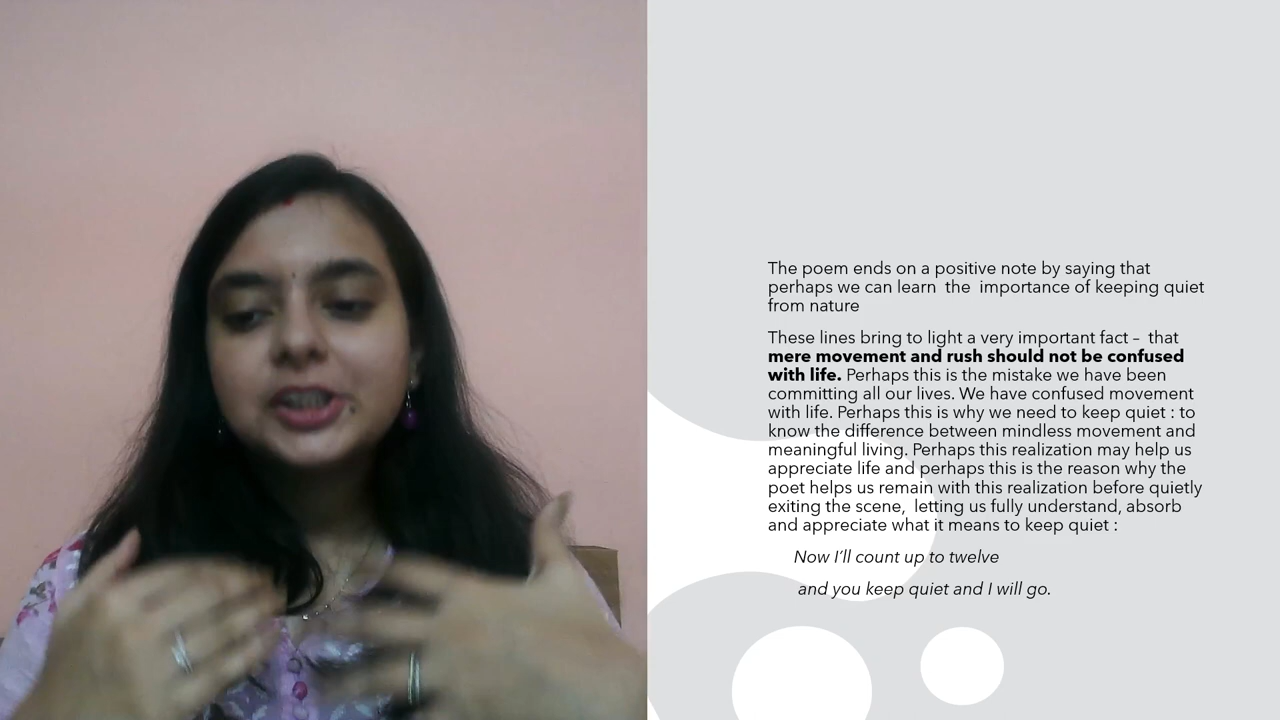 The poem ends on a positive note by saying that
perhaps we can learn the importance of keeping quiet
from nature
These lines bring to light a very important fact – that
mere movement and rush should not be confused
with life. Perhaps this is the mistake we have been
committing all our lives. We have confused movement
with life. Perhaps this is why we need to keep quiet : to
know the difference between mindless movement and
meaningful living. Perhaps this realization may help us
appreciate life and perhaps this is the reason why the
poet helps us remain with this realization before quietly
exiting the scene, letting us fully understand, absorb
and appreciate what it means to keep quiet :
Now I'll count up to twelve
and you keep quiet and I will go.